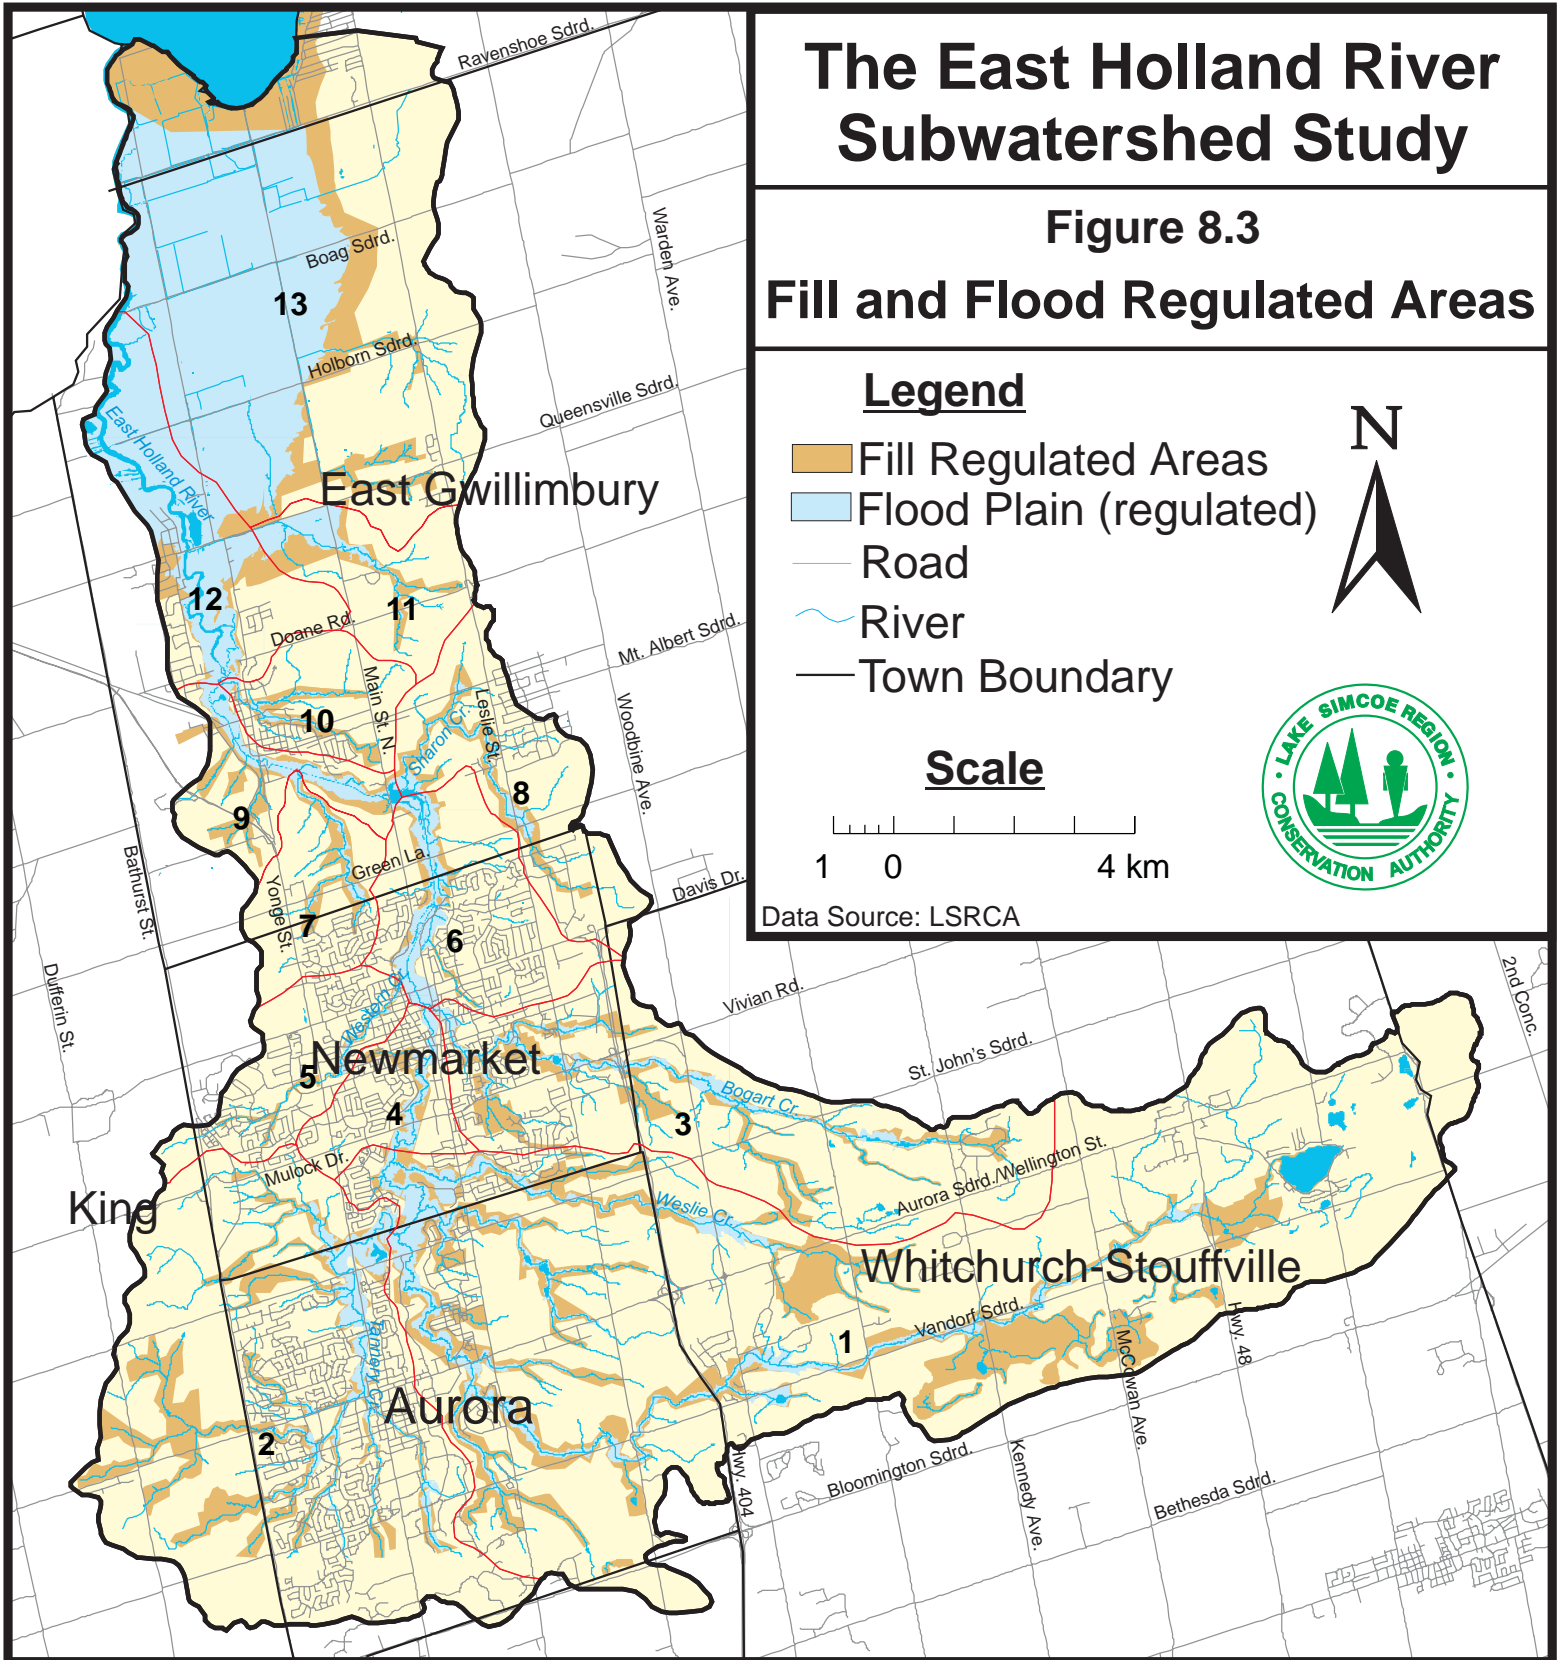 The East Holland River
Subwatershed Study
Figure 8.3
Fill and Flood Regulated Areas
Legend
Fill Regulated Areas
Flood Plain (regulated)
Road
River
Town Boundary
N
Scale
1 0 4 km
Data Source: LSRCA
LAKE SIMCOE REGION
CONSERVATION AUTHORITY
Ravenshoe Sdrd.
Warden Ave.
Boag Sdrd.
13
Holborn Sdrd.
Queensville Sdrd.
East Holland River
East Gwillimbury
12
11
Doane Rd.
Mt. Albert Sdrd.
Main St. N.
Leslie St.
Woodbine Ave.
10
Sharon Cr.
9
8
Bathurst St.
Green La.
Yonge St.
Davis Dr.
7
6
Dufferin St.
2nd Conc.
Western Cr.
Vivian Rd.
Newmarket
St. John's Sdrd.
5
4
Bogart Cr.
3
Mulock Dr.
Aurora Sdrd./Wellington St.
King
Weslie Cr.
Whitchurch-Stouffville
Vandorf Sdrd.
1
Hwy. 48
McCowan Ave.
Tannery Cr.
Aurora
2
Hwy. 404
Bloomington Sdrd.
Kennedy Ave.
Bethesda Sdrd.